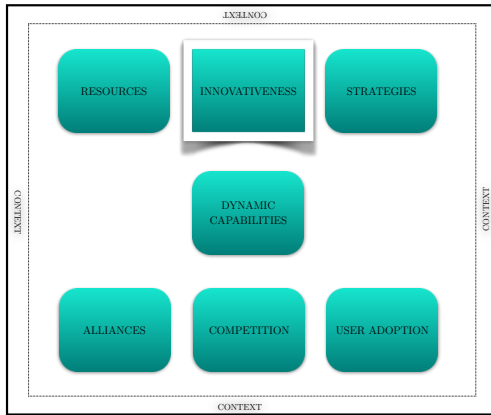 CONTEXT
RESOURCES
INNOVATIVENESS
STRATEGIES
CONTEXT
DYNAMIC
CAPABILITIES
CONTEXT
ALLIANCES
COMPETITION
USER ADOPTION
CONTEXT